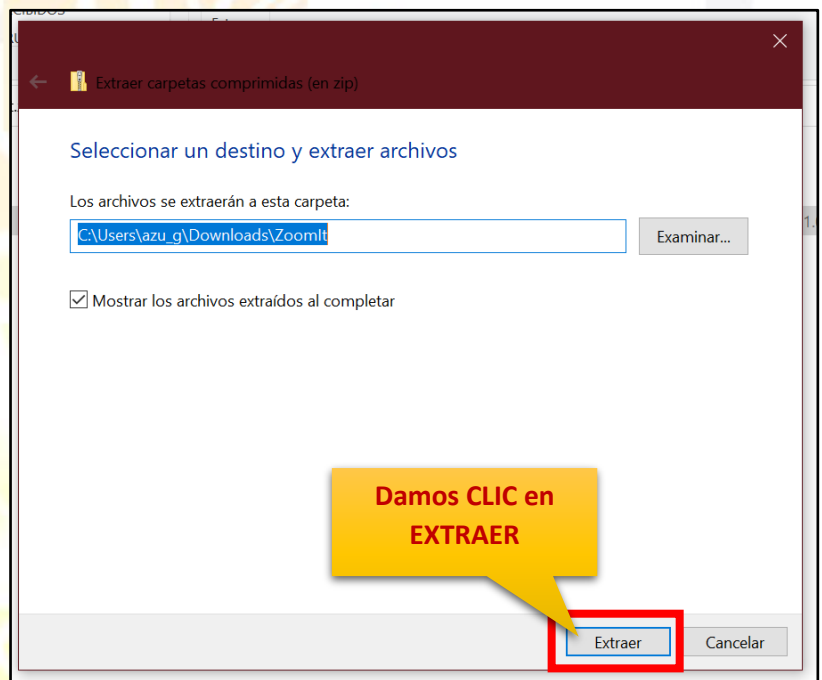 Extraer carpetas comprimidas (en zip)
Seleccionar un destino y extraer archivos
Los archivos se extraerán a esta carpeta:
C:\Users\azu_g\Downloads\ZoomIt
Examinar...
Mostrar los archivos extraídos al completar
Damos CLIC en
EXTRAER
Extraer
Cancelar